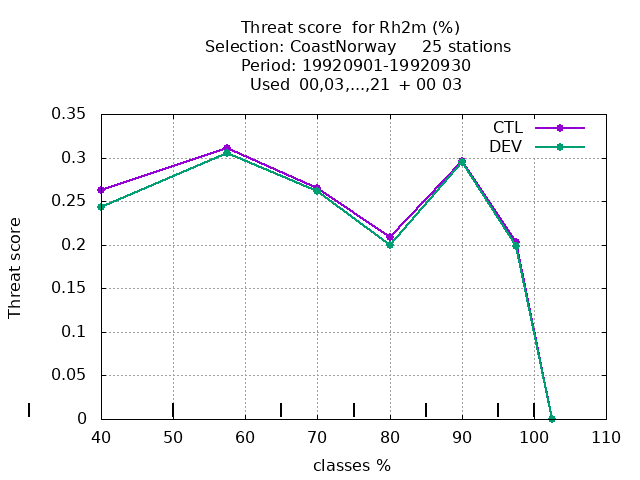 Threat score  for Rh2m (%)
Selection: CoastNorway     25 stations
Period: 19920901-19920930
Used  00,03,...,21  + 00 03
CTL
DEV
0.35
0.3
0.25
0.2
0.15
0.1
0.05
0
Threat score
40 50 60 70 80 90 100 110
classes %